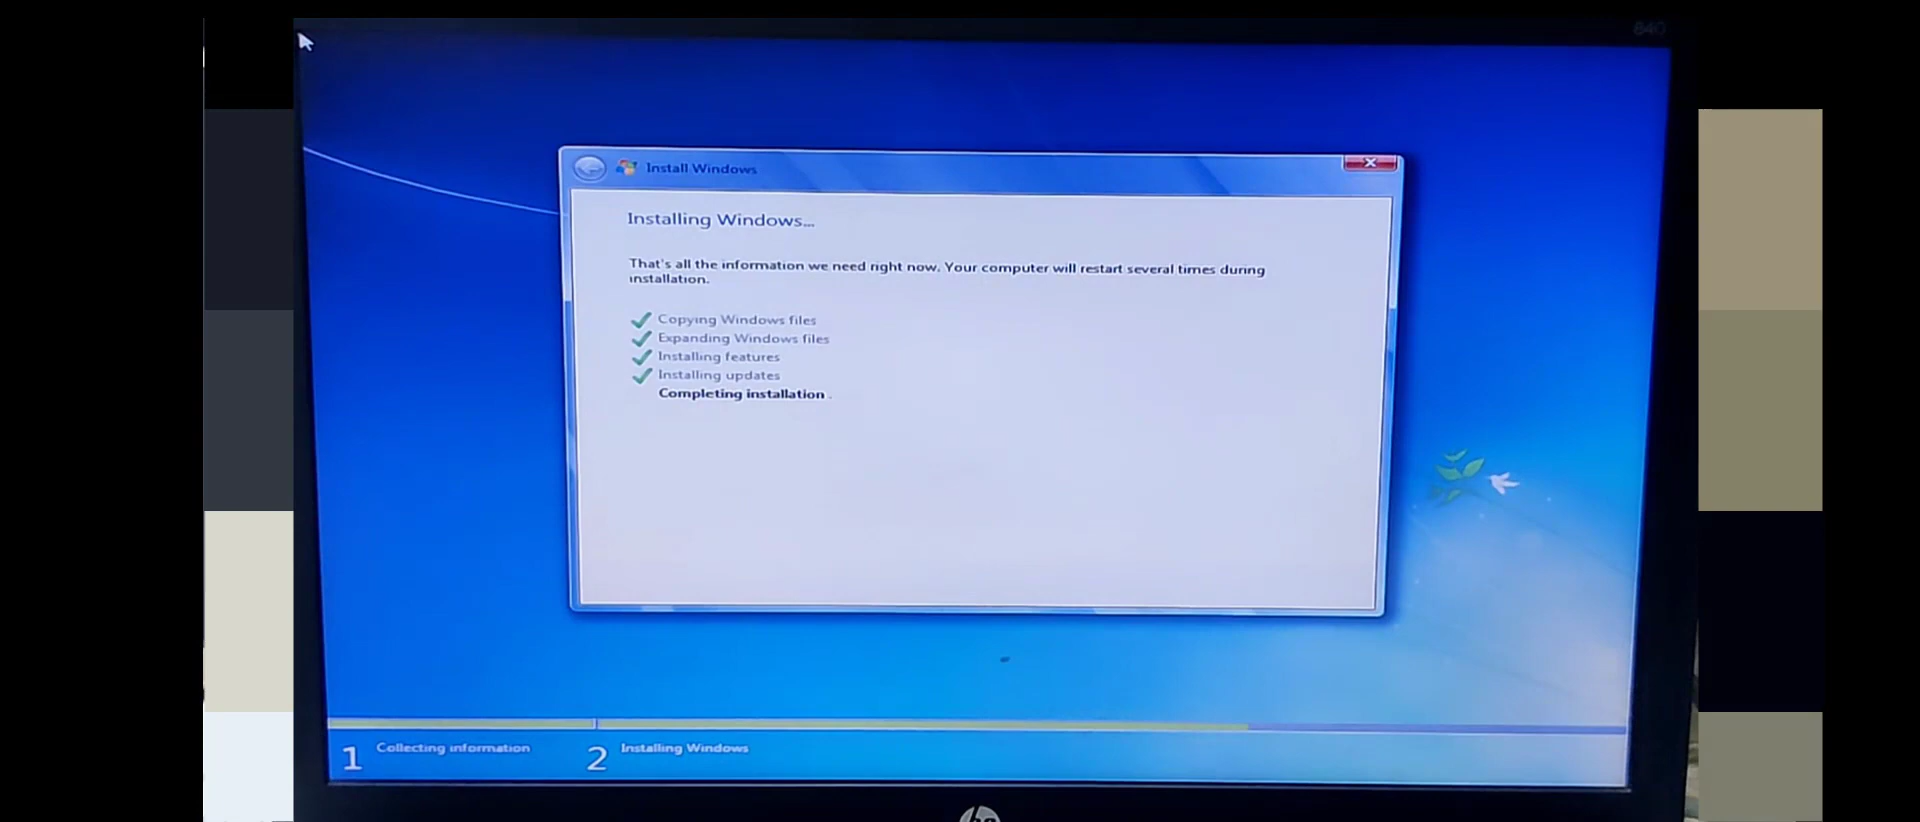 840
Install Windows
Installing Windows...
That's all the information we need right now. Your computer will restart several times during
installation.
Copying Windows files
Expanding Windows files
Installing features
Installing updates
Completing installation .
1 Collecting information
2 Installing Windows
hp